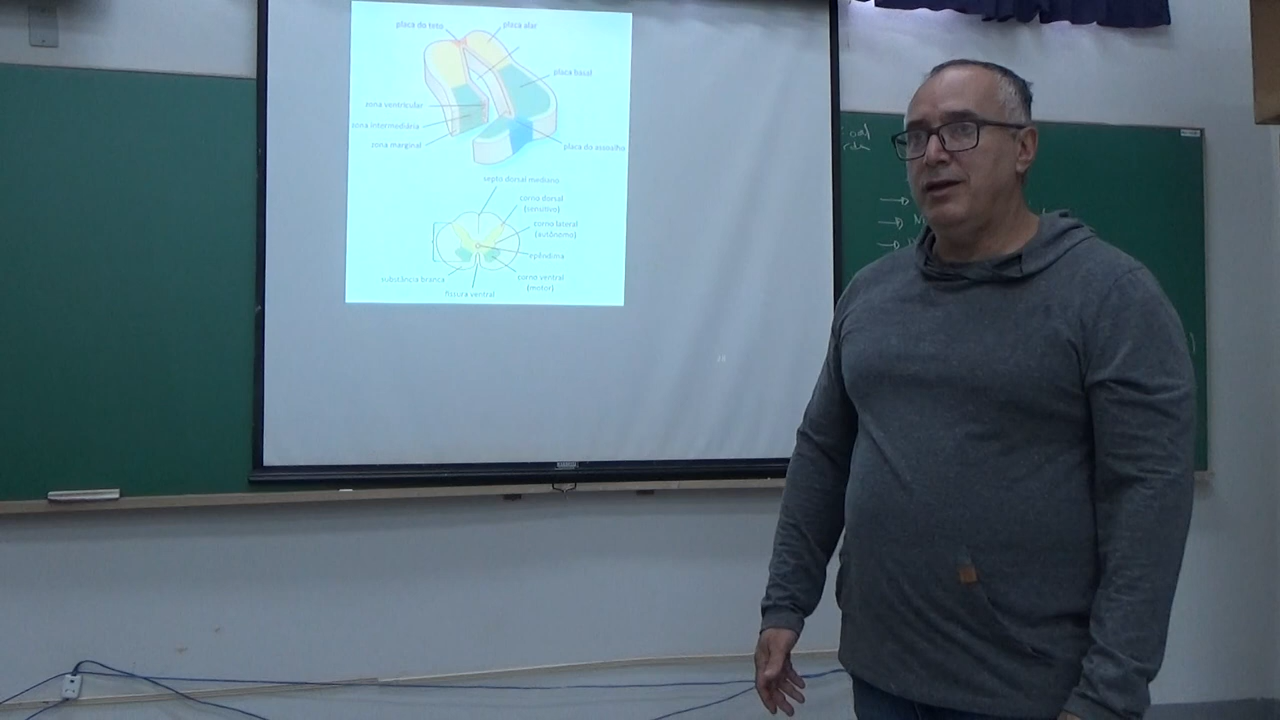 placa do teto
placa alar
placa basal
zona ventricular
zona intermediária
zona marginal
placa do assoalho
septo dorsal mediano
corno dorsal
(sensitivo)
corno lateral
(autônomo)
epêndima
substância branca
corno ventral
(motor)
fissura ventral